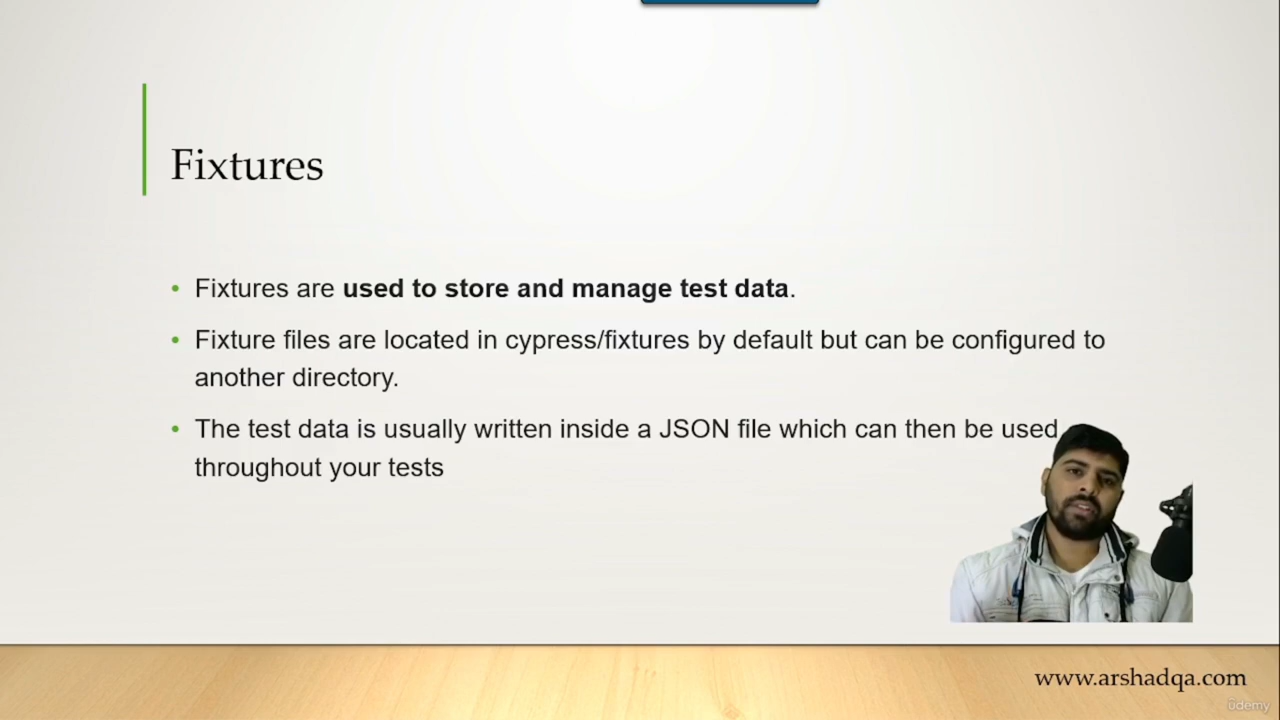 Fixtures
• Fixtures are used to store and manage test data.
• Fixture files are located in cypress/fixtures by default but can be configured to
another directory.
• The test data is usually written inside a JSON file which can then be used
throughout your tests
www.arshadqa.com
ûdemy